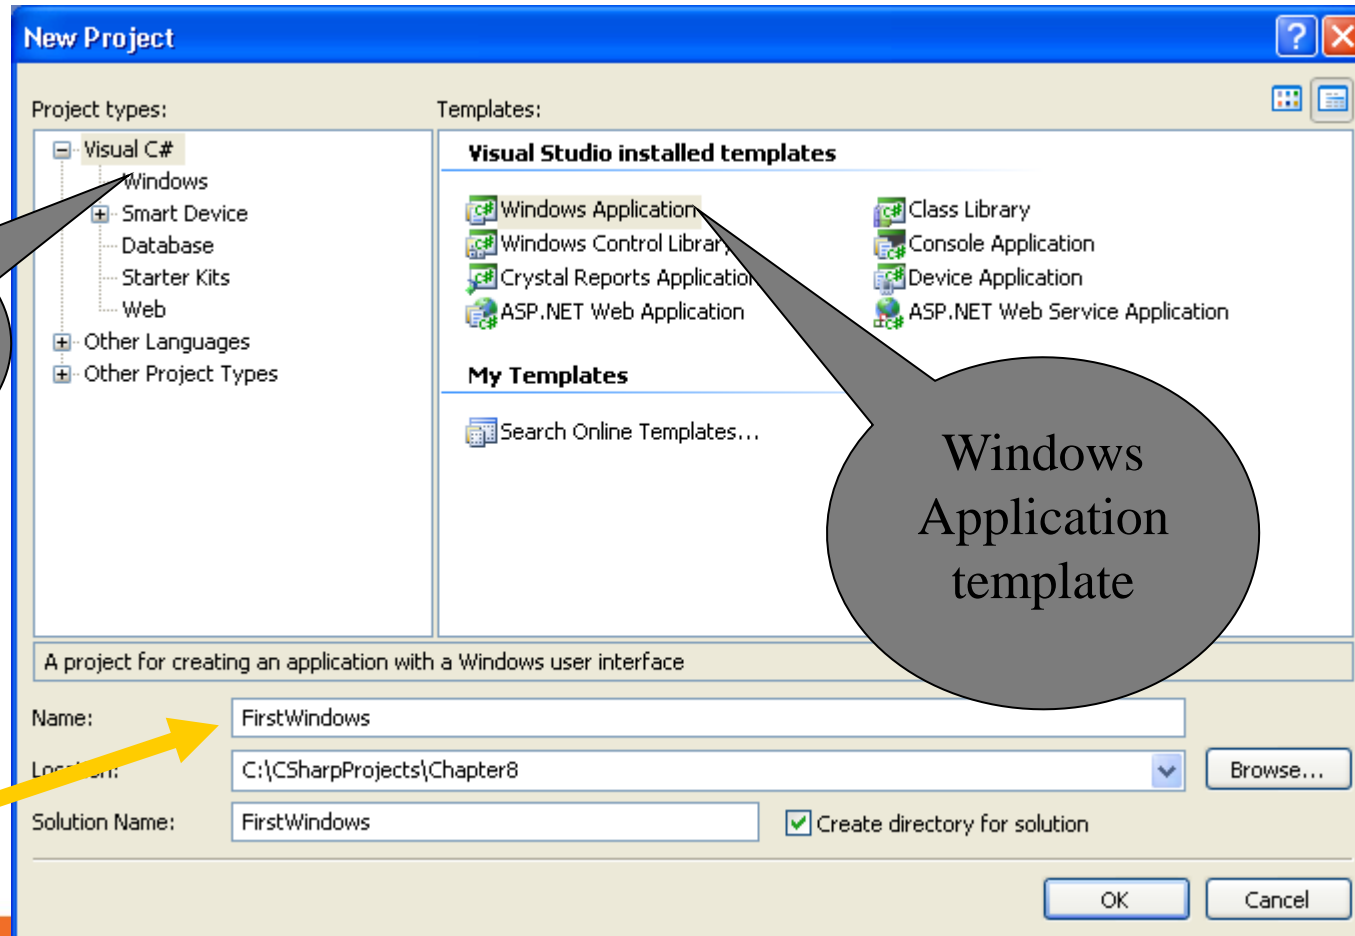 New Project
Project types:
Templates:
Visual C#
Windows
Smart Device
Database
Starter Kits
Web
Other Languages
Other Project Types
Visual Studio installed templates
Windows Application
Class Library
Windows Control Library
Console Application
Crystal Reports Application
Device Application
ASP.NET Web Application
ASP.NET Web Service Application
My Templates
Search Online Templates...
Windows
Application
template
A project for creating an application with a Windows user interface
Name:
FirstWindows
Location:
C:\CSharpProjects\Chapter8
Browse...
Solution Name:
FirstWindows
Create directory for solution
OK
Cancel